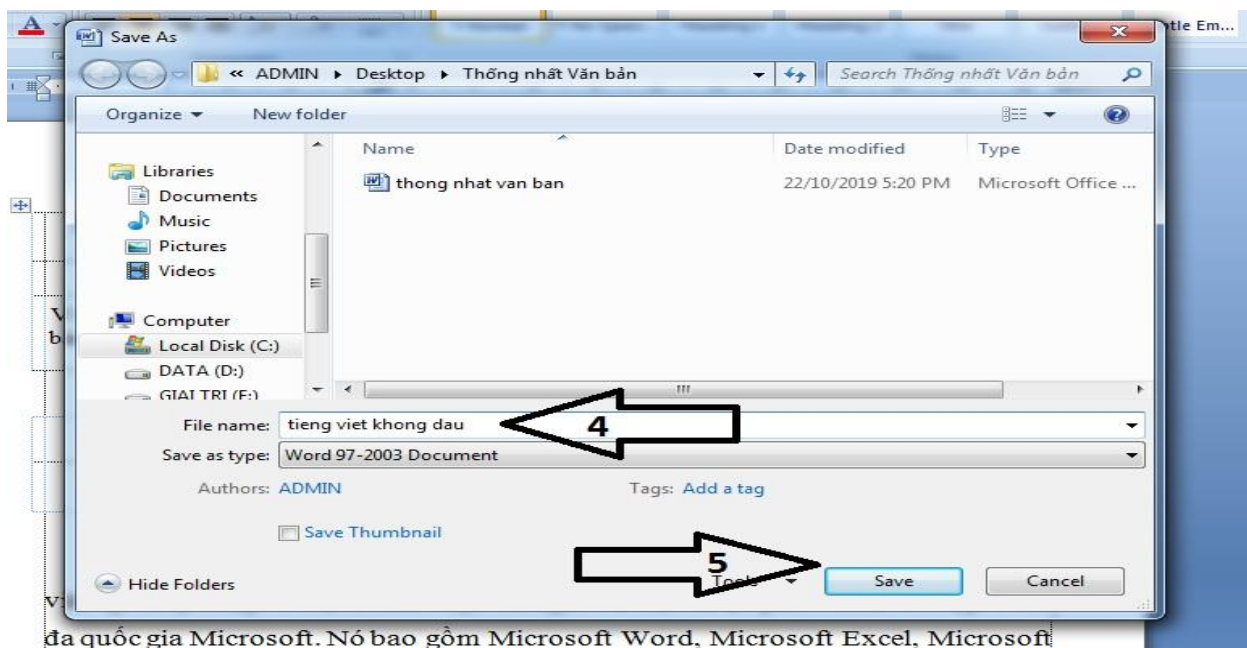 A
tle Em...
Save As
« ADMIN ▸ Desktop ▸ Thống nhất Văn bản
Search Thống nhất Văn bản
Organize
New folder
Name
Date modified
Type
Libraries
thong nhat van ban
22/10/2019 5:20 PM
Microsoft Office ...
Documents
Music
Pictures
Videos
Computer
Local Disk (C:)
DATA (D:)
GIAI TRI (E:)
File name: tieng viet khong dau
4
Save as type: Word 97-2003 Document
Authors: ADMIN
Tags: Add a tag
Save Thumbnail
5
Hide Folders
Tools
Save
Cancel
đa quốc gia Microsoft. Nó bao gồm Microsoft Word, Microsoft Excel, Microsoft